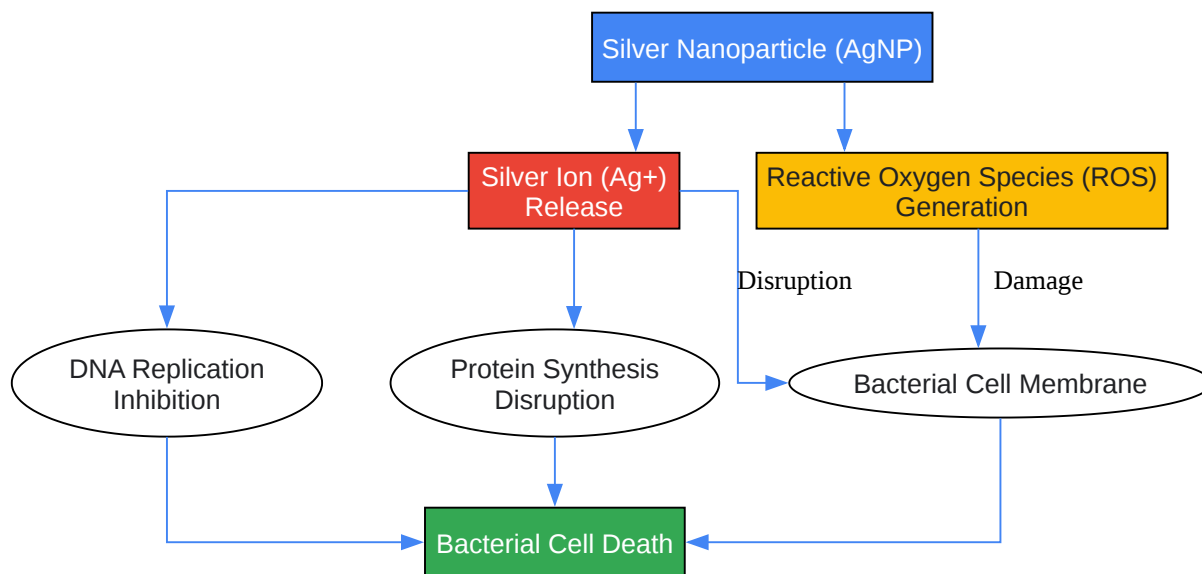 Silver Nanoparticle (AgNP)
Silver Ion (Ag+)
Release
Reactive Oxygen Species (ROS)
Generation
Disruption
Damage
DNA Replication
Inhibition
Protein Synthesis
Disruption
Bacterial Cell Membrane
Bacterial Cell Death